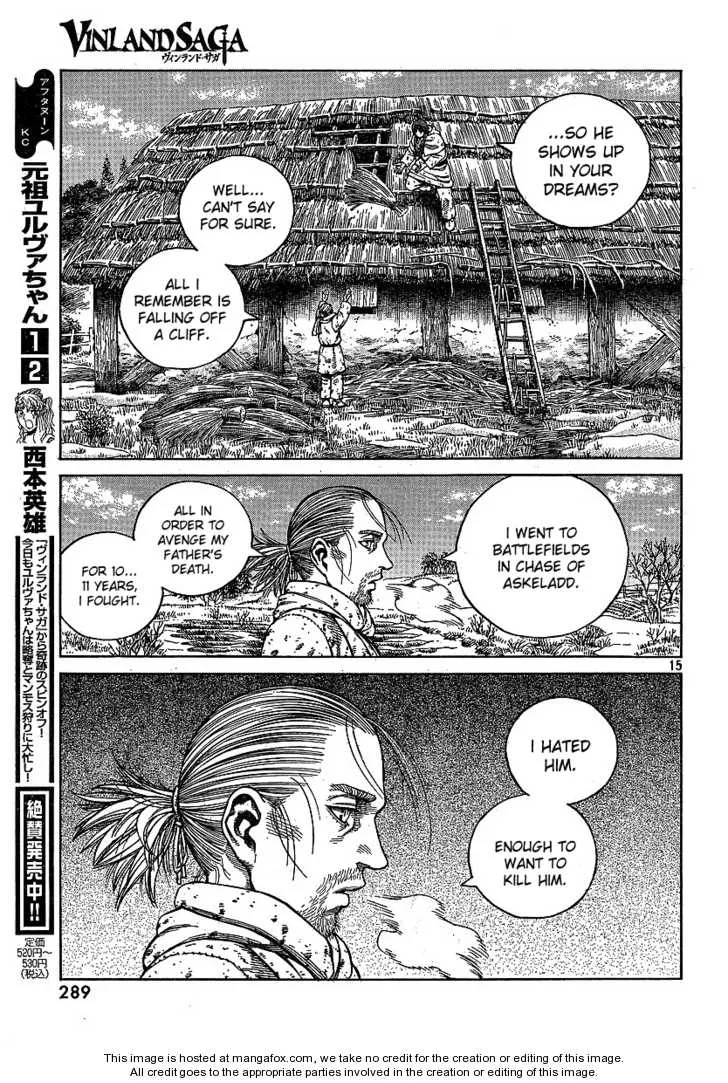 VINLAND SAGA
ヴィンランド・サガ
アフタヌーン
KC
元祖ユルヴァちゃん
1
2
西本英雄
「ヴィンランド・サガ」から奇跡のスピンオフ!
今日もユルヴァちゃんは略奪とマンモス狩りに大忙し!
絶賛発売中!!
定価
520円〜
530円
(税込)
...SO HE
SHOWS UP
IN YOUR
DREAMS?
WELL...
CAN'T SAY
FOR SURE.
ALL I
REMEMBER IS
FALLING OFF
A CLIFF.
I WENT TO
BATTLEFIELDS
IN CHASE OF
ASKELADD.
ALL IN
ORDER TO
AVENGE MY
FATHER'S
DEATH.
FOR 10...
11 YEARS,
I FOUGHT.
15
I HATED
HIM.
ENOUGH TO
WANT TO
KILL HIM.
289
This image is hosted at mangafox.com, we take no credit for the creation or editing of this image.
All credit goes to the appropriate parties involved in the creation or editing of this image.